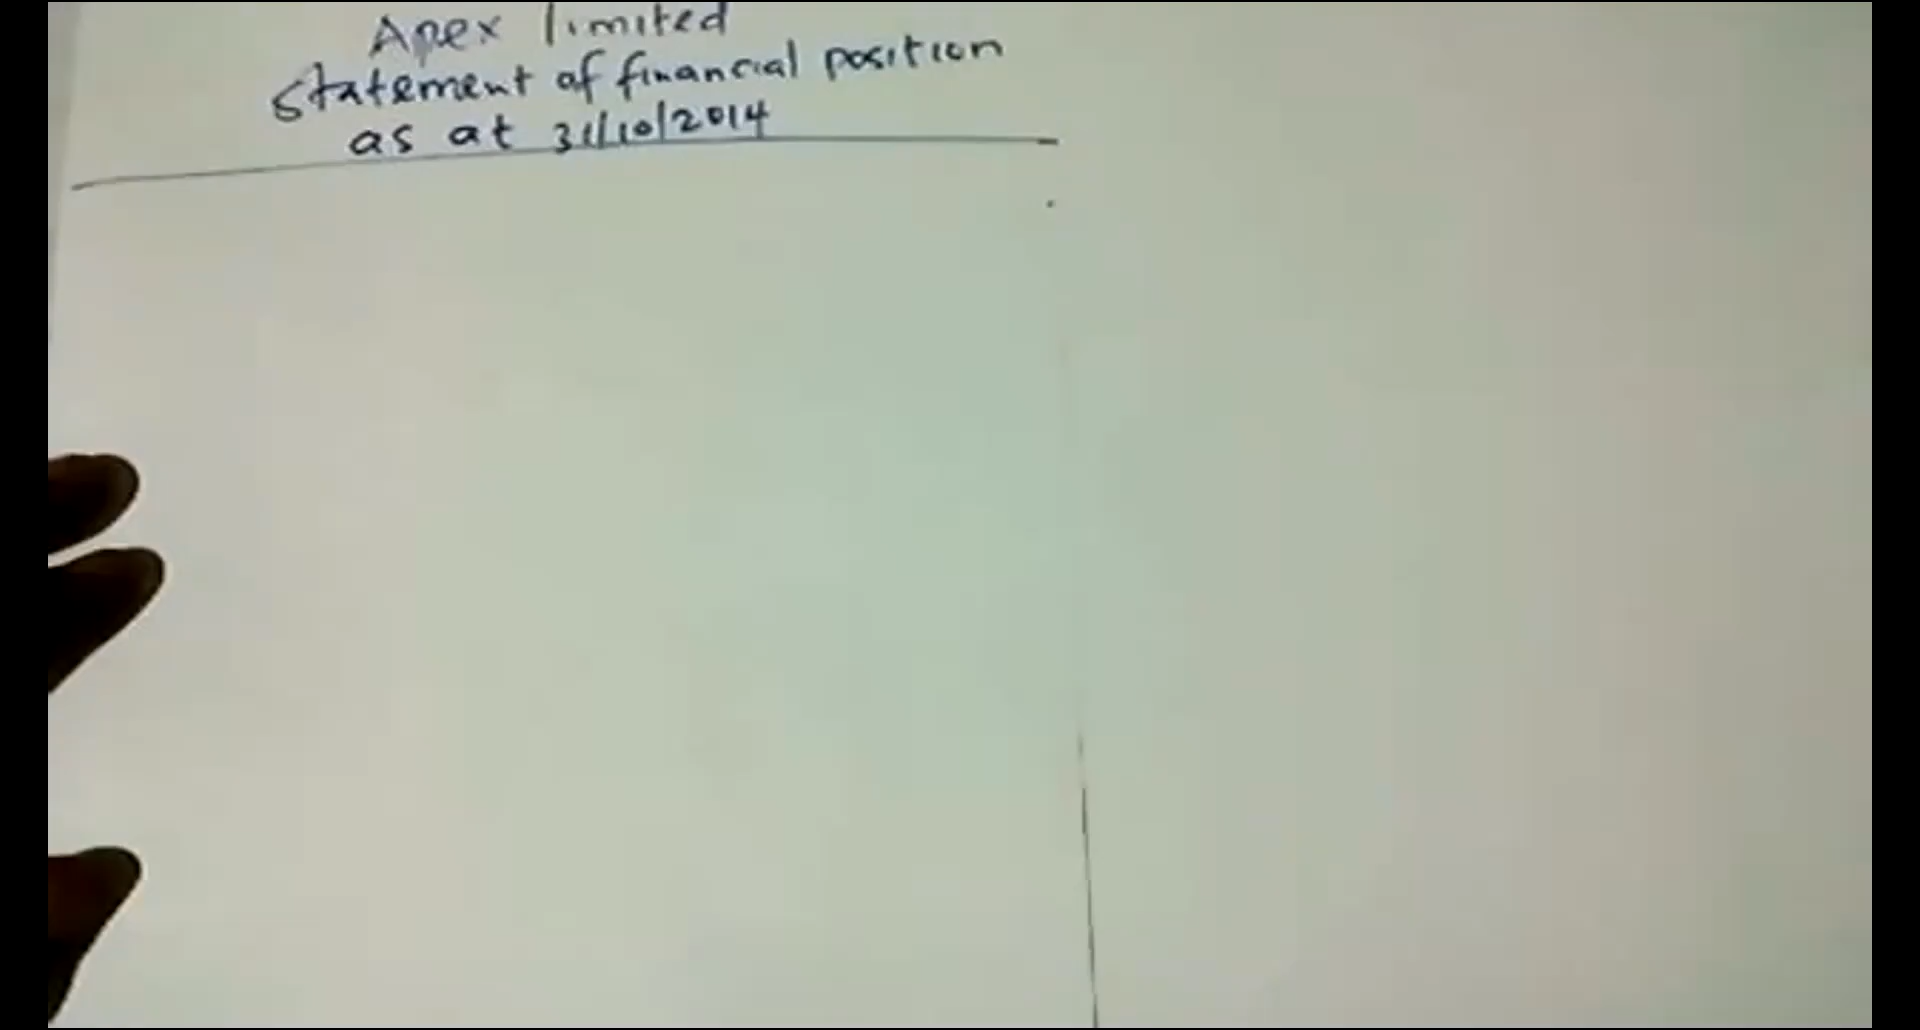 Apex limited
Statement of financial position
as at 31/10/2014